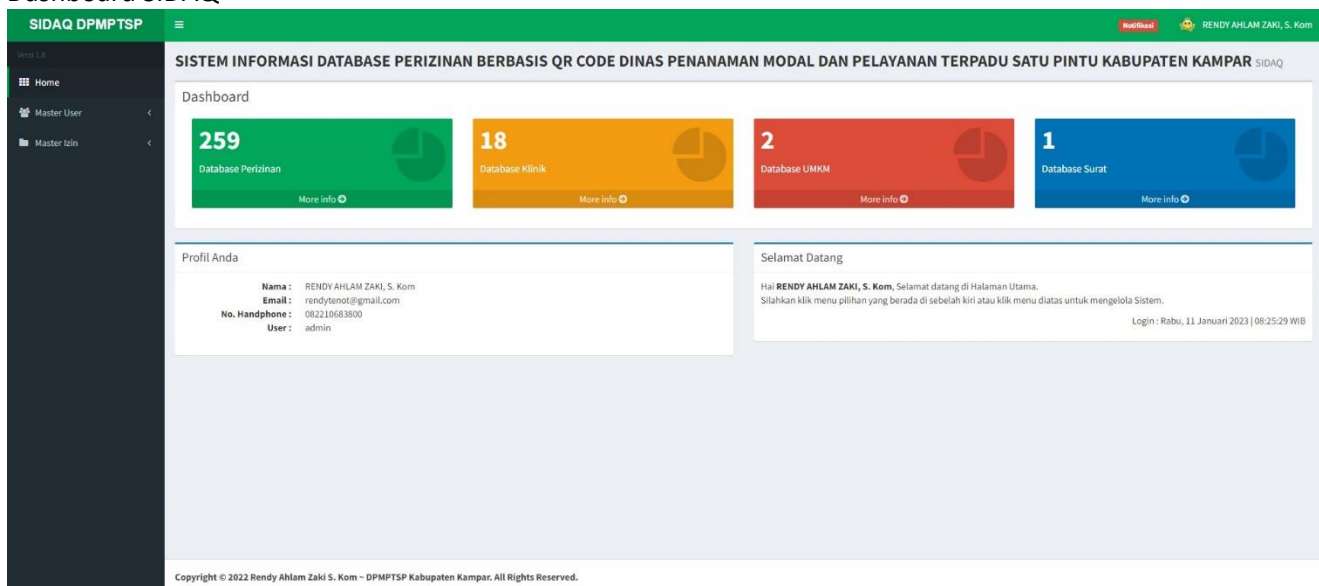 Dashboard SIDAQ
SIDAQ DPMPTSP
Notifikasi
RENDY AHLAM ZAKI, S. Kom
Versi 1.0
Home
Master User
Master Izin
SISTEM INFORMASI DATABASE PERIZINAN BERBASIS QR CODE DINAS PENANAMAN MODAL DAN PELAYANAN TERPADU SATU PINTU KABUPATEN KAMPAR SIDAQ
Dashboard
259
Database Perizinan
More info
18
Database Klinik
More info
2
Database UMKM
More info
1
Database Surat
More info
Profil Anda
Nama : RENDY AHLAM ZAKI, S. Kom
Email : rendytenot@gmail.com
No. Handphone : 082210683800
User : admin
Selamat Datang
Hai RENDY AHLAM ZAKI, S. Kom, Selamat datang di Halaman Utama.
Silahkan klik menu pilihan yang berada di sebelah kiri atau klik menu diatas untuk mengelola Sistem.
Login : Rabu, 11 Januari 2023 | 08:25:29 WIB
Copyright © 2022 Rendy Ahlam Zaki S. Kom ~ DPMPTSP Kabupaten Kampar. All Rights Reserved.